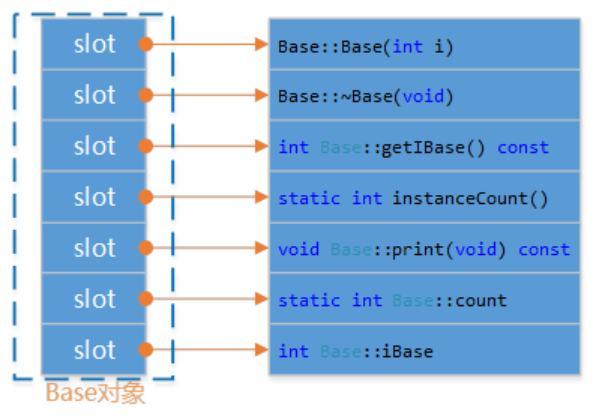 slot Base::Base(int i)
slot Base::~Base(void)
slot int Base::getIBase() const
slot static int instanceCount()
slot void Base::print(void) const
slot static int Base::count
slot int Base::iBase
Base对象